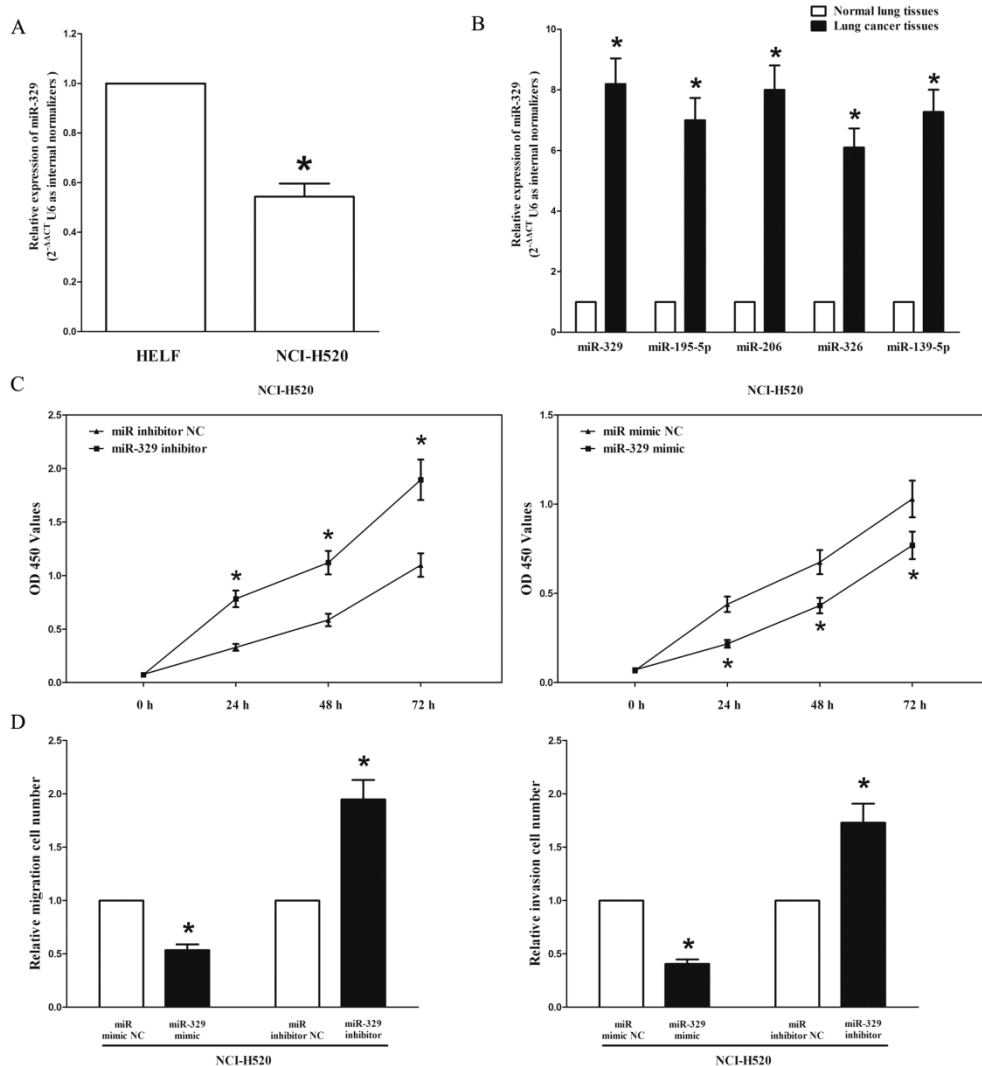 A
Relative expression of miR-329
(2-ΔΔCT U6 as internal normalizers )
1.2
1.0
0.8
0.6
0.4
0.2
0.0
*
HELF
NCI-H520
B
Normal lung tissues
Lung cancer tissues
Relative expression of miR-329
(2-ΔΔCT U6 as internal normalizers )
10
8
6
4
2
0
*
*
*
*
*
miR-329
miR-195-5p
miR-206
miR-326
miR-139-5p
C
NCI-H520
OD 450 Values
2.5
2.0
1.5
1.0
0.5
0.0
miR inhibitor NC
miR-329 inhibitor
*
*
*
0 h
24 h
48 h
72 h
NCI-H520
OD 450 Values
1.5
1.0
0.5
0.0
miR mimic NC
miR-329 mimic
*
*
*
0 h
24 h
48 h
72 h
D
Relative migration cell number
2.5
2.0
1.5
1.0
0.5
0.0
*
*
miR
mimic NC
miR-329
mimic
miR
inhibitor NC
miR-329
inhibitor
NCI-H520
Relative invasion cell number
2.5
2.0
1.5
1.0
0.5
0.0
*
*
miR
mimic NC
miR-329
mimic
miR
inhibitor NC
miR-329
inhibitor
NCI-H520